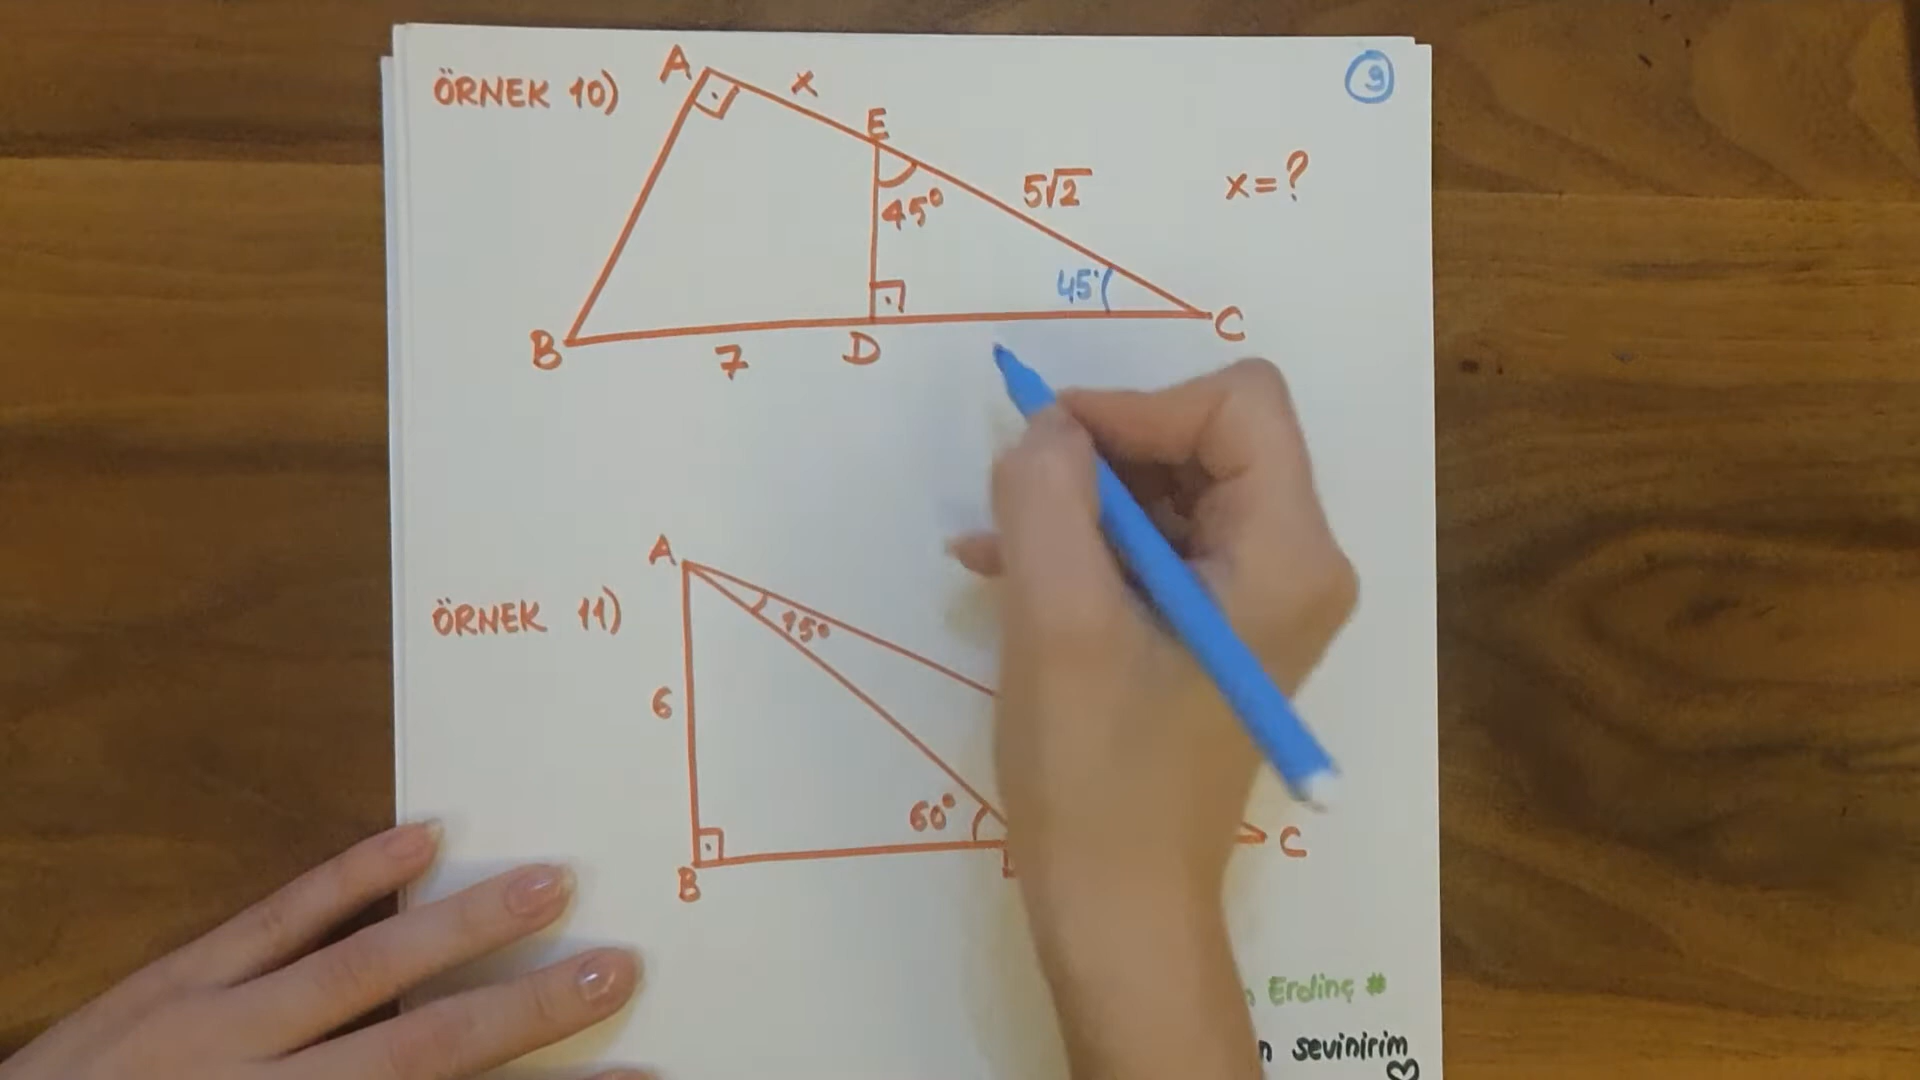 ÖRNEK 10)
9
A
x
E
5√2
x=?
45°
45°
B
7
D
C
A
ÖRNEK 11)
15°
6
60°
B
C
Erdinç #
sevinirim